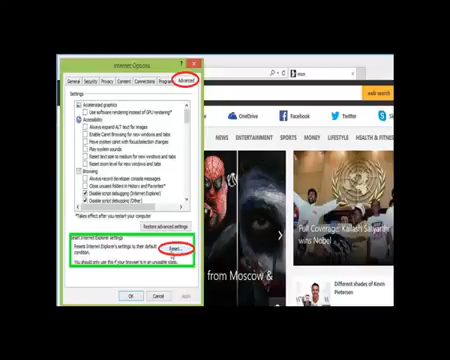 Internet Options
General Security Privacy Content Connections Programs Advanced
Settings
Accelerated graphics
Use software rendering instead of GPU rendering*
Accessibility
Always expand ALT text for images
Enable Caret Browsing for new windows and tabs
Move system caret with focus/selection changes
Play system sounds
Reset text size to medium for new windows and tabs
Reset zoom level for new windows and tabs
Browsing
Always record developer console messages
Close unused folders in History and Favorites*
Disable script debugging (Internet Explorer)
Disable script debugging (Other)
*Takes effect after you restart your computer
Restore advanced settings
Reset Internet Explorer settings
Resets Internet Explorer's settings to their default
condition.
Reset...
You should only use this if your browser is in an unusable state.
OK Cancel Apply
web search
OneDrive Facebook Twitter
NEWS ENTERTAINMENT SPORTS MONEY LIFESTYLE HEALTH & FITNES
from Moscow &
Full Coverage: Kailash Satyarthi
wins Nobel
Different shades of Kevin
Pietersen